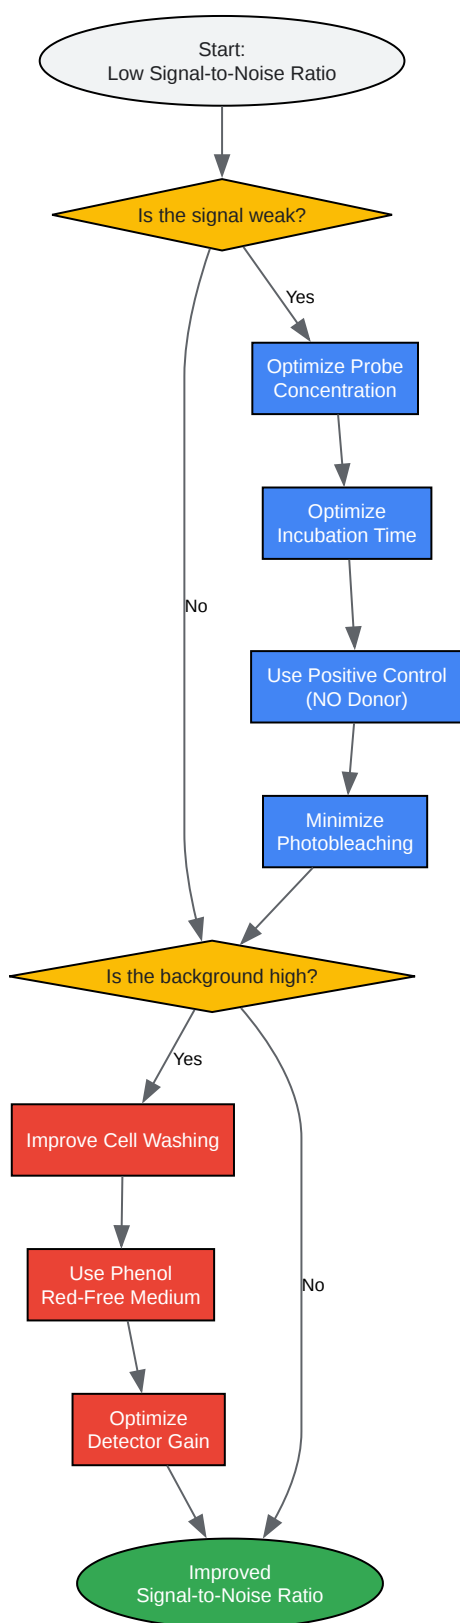 Start:
Low Signal-to-Noise Ratio
Is the signal weak?
Yes
Optimize Probe
Concentration
Optimize
Incubation Time
No
Use Positive Control
(NO Donor)
Minimize
Photobleaching
Is the background high?
Yes
Improve Cell Washing
Use Phenol
Red-Free Medium
No
Optimize
Detector Gain
Improved
Signal-to-Noise Ratio